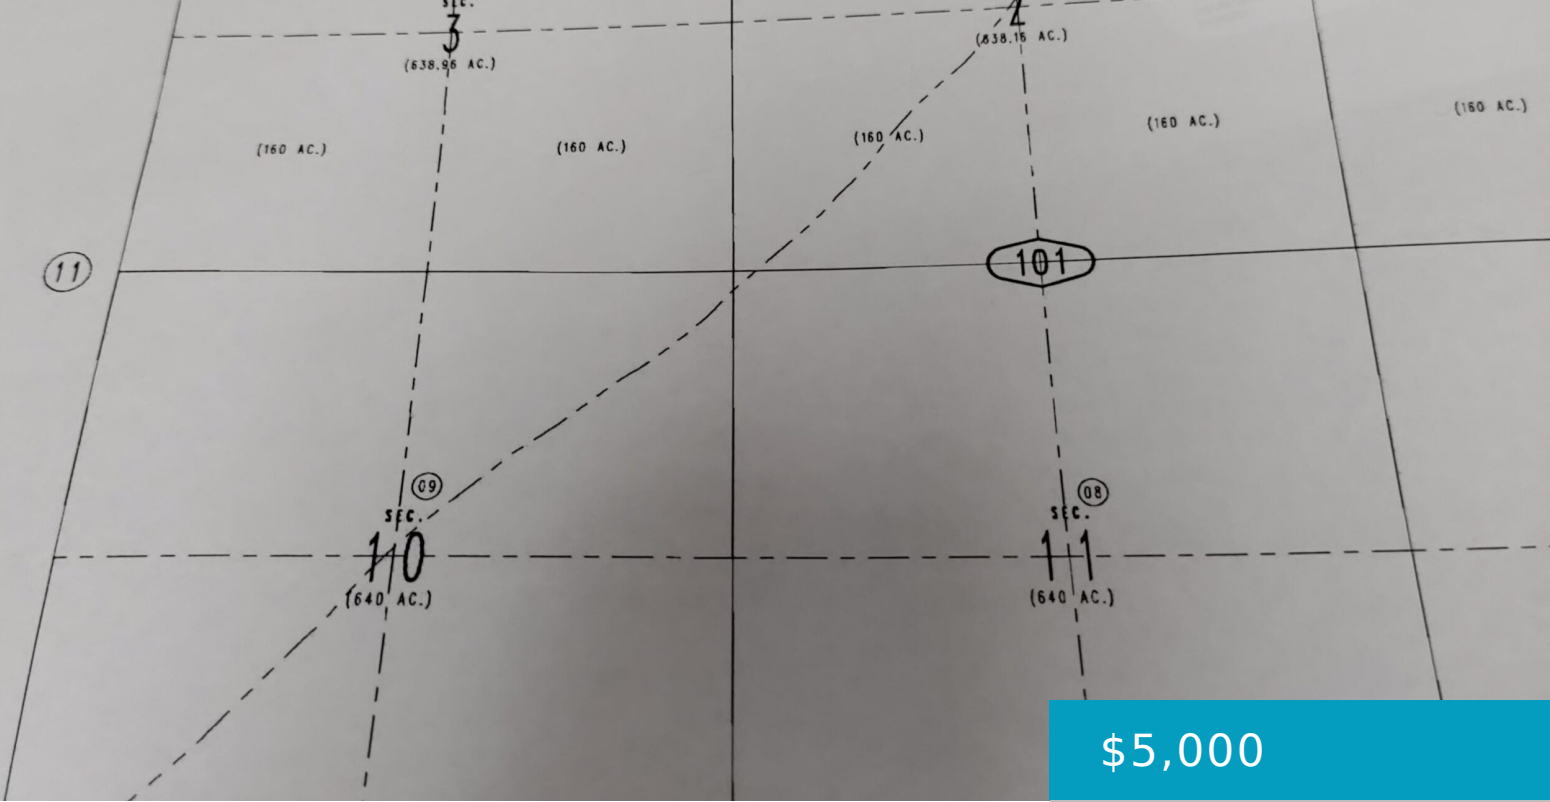 SEC.
3
2
(638.96 AC.)
(638.16 AC.)
(160 AC.)
(160 AC.)
(160 AC.)
(160 AC.)
(160 AC.)
11
101
09
SEC.
10
(640 AC.)
08
SEC.
11
(640 AC.)
$5,000